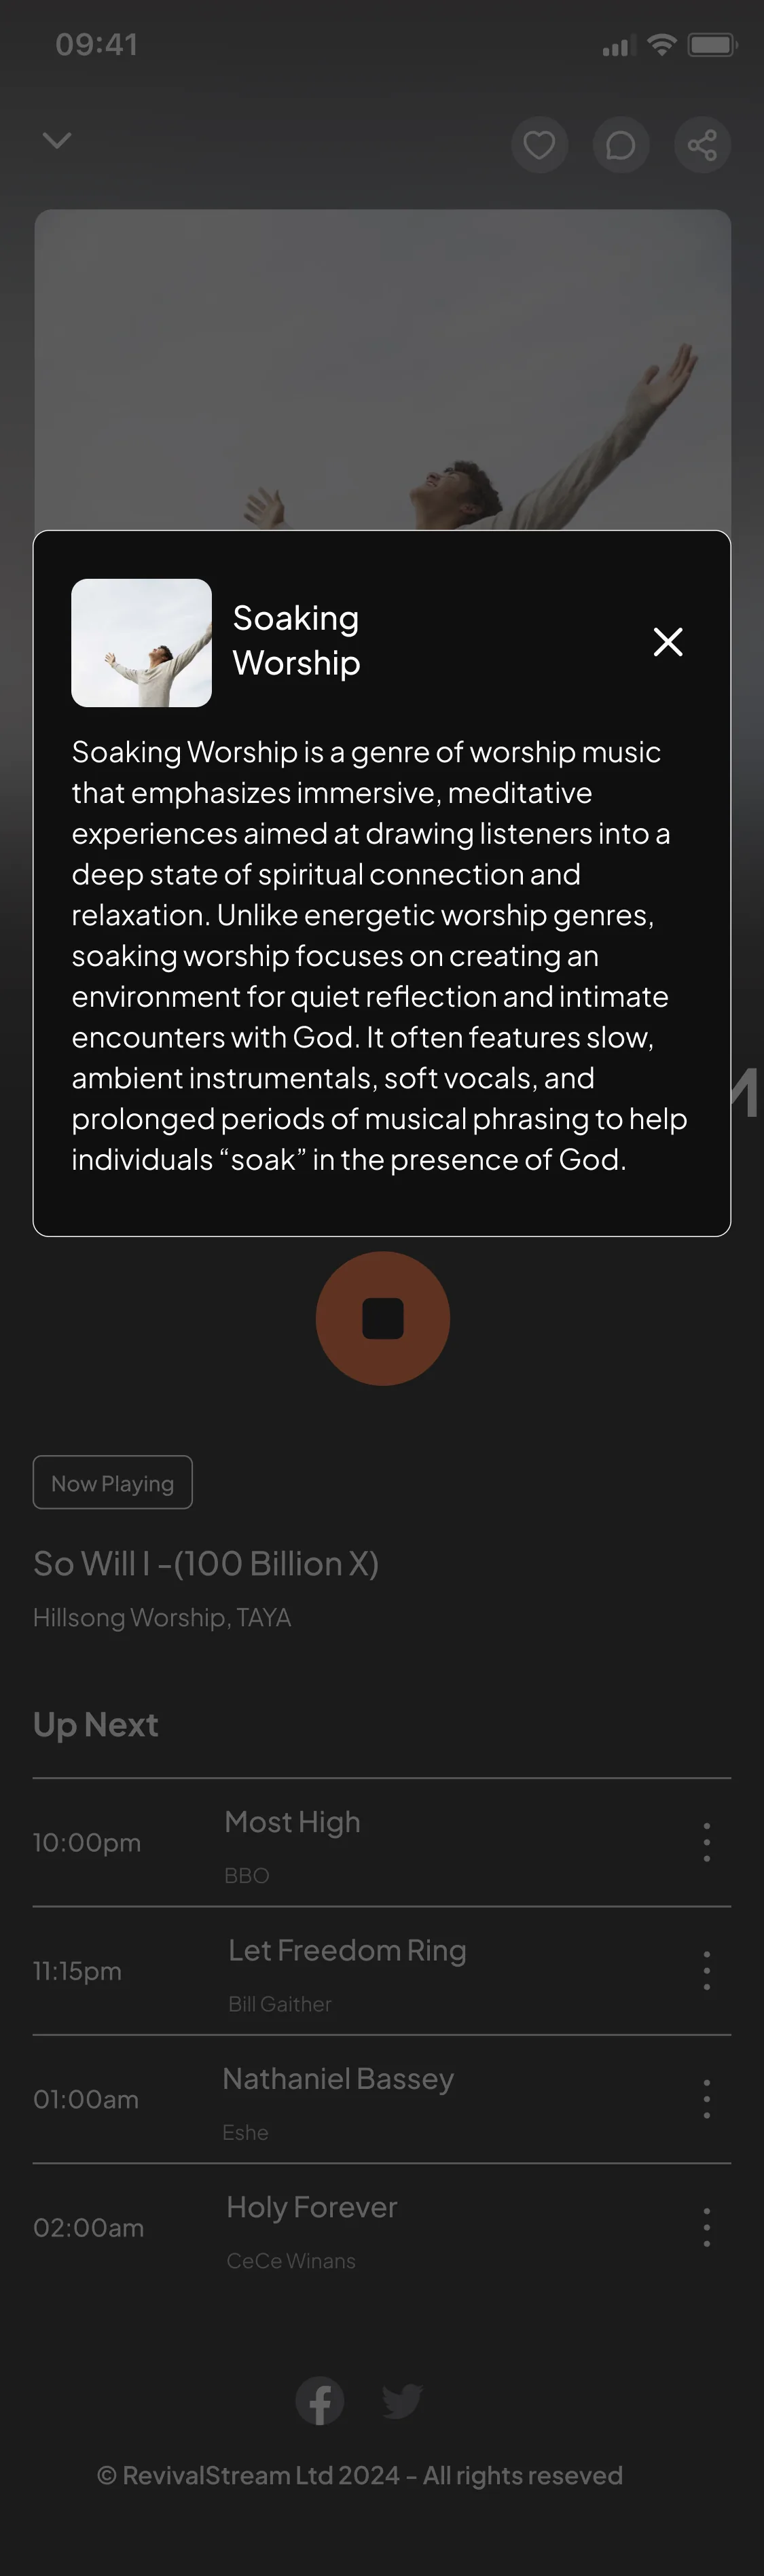 09:41
Soaking
Worship
Soaking Worship is a genre of worship music
that emphasizes immersive, meditative
experiences aimed at drawing listeners into a
deep state of spiritual connection and
relaxation. Unlike energetic worship genres,
soaking worship focuses on creating an
environment for quiet reflection and intimate
encounters with God. It often features slow,
ambient instrumentals, soft vocals, and
prolonged periods of musical phrasing to help
individuals “soak” in the presence of God.
Now Playing
So Will I -(100 Billion X)
Hillsong Worship, TAYA
Up Next
10:00pm
Most High
BBO
11:15pm
Let Freedom Ring
Bill Gaither
01:00am
Nathaniel Bassey
Eshe
02:00am
Holy Forever
CeCe Winans
© RevivalStream Ltd 2024 - All rights reseved